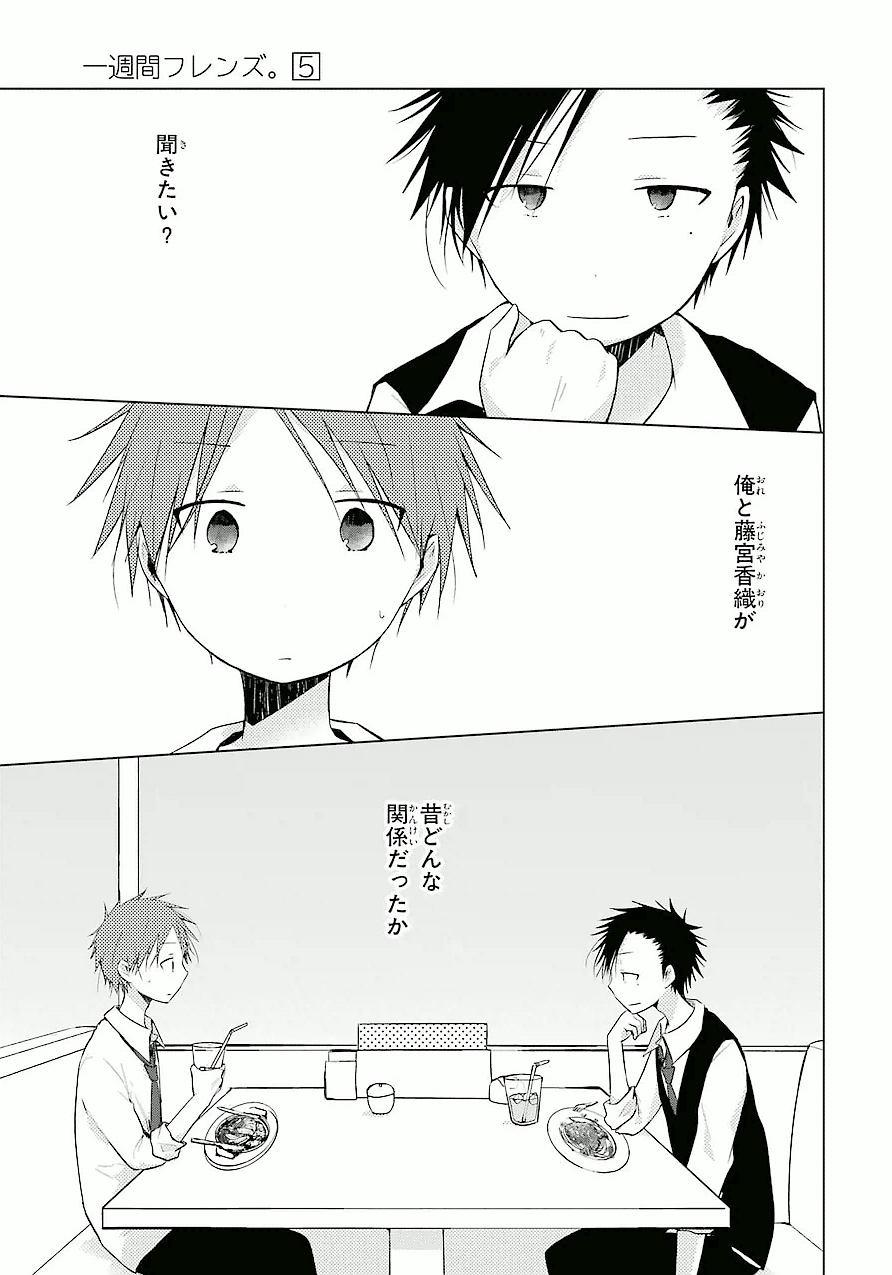 一週間フレンズ。5
聞きたい?
俺と藤宮香織が
昔どんな
関係だったか